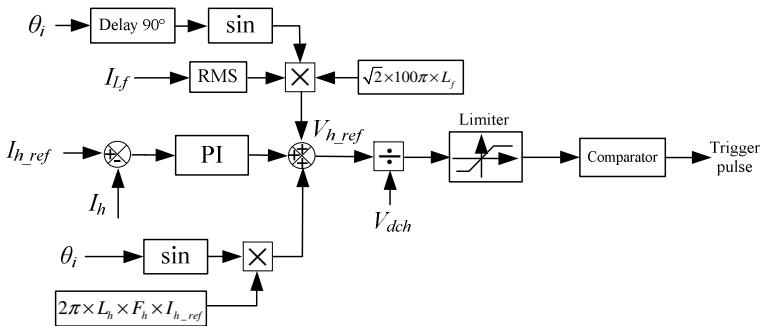 θi Delay 90° sin
ILf RMS × √2×100π×Lf
Limiter
Ih_ref + - PI Vh_ref ÷ Comparator Trigger pulse
Ih
Vdch
θi sin ×
2π×Lh×Fh×Ih_ref